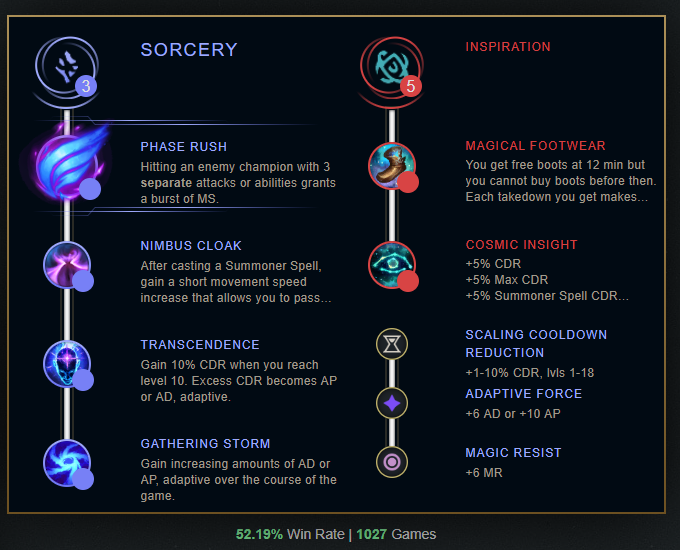 SORCERY
3
PHASE RUSH
Hitting an enemy champion with 3
separate attacks or abilities grants
a burst of MS.
NIMBUS CLOAK
After casting a Summoner Spell,
gain a short movement speed
increase that allows you to pass...
TRANSCENDENCE
Gain 10% CDR when you reach
level 10. Excess CDR becomes AP
or AD, adaptive.
GATHERING STORM
Gain increasing amounts of AD or
AP, adaptive over the course of the
game.
INSPIRATION
5
MAGICAL FOOTWEAR
You get free boots at 12 min but
you cannot buy boots before then.
Each takedown you get makes...
COSMIC INSIGHT
+5% CDR
+5% Max CDR
+5% Summoner Spell CDR...
SCALING COOLDOWN
REDUCTION
+1-10% CDR, lvls 1-18
ADAPTIVE FORCE
+6 AD or +10 AP
MAGIC RESIST
+6 MR
52.19% Win Rate | 1027 Games